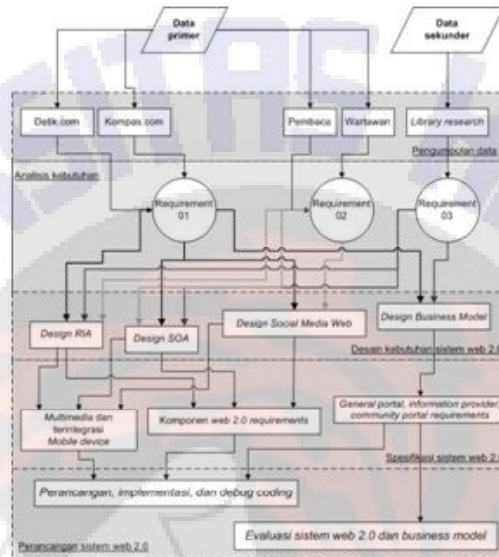 Data
primer
Data
sekunder
Detik.com
Kompas.com
Pembaca
Wartawan
Library research
Pengumpulan data
Analisis kebutuhan
Requirement
01
Requirement
02
Requirement
03
Design RIA
Design SOA
Design Social Media Web
Design Business Model
Desain kebutuhan sistem web 2.0
Multimedia dan
terintegrasi
Mobile device
Komponen web 2.0 requirements
General portal, information provider,
community portal requirements
Spesifikasi sistem web 2.0
Perancangan, implementasi, dan debug coding
Perancangan sistem web 2.0
Evaluasi sistem web 2.0 dan business model